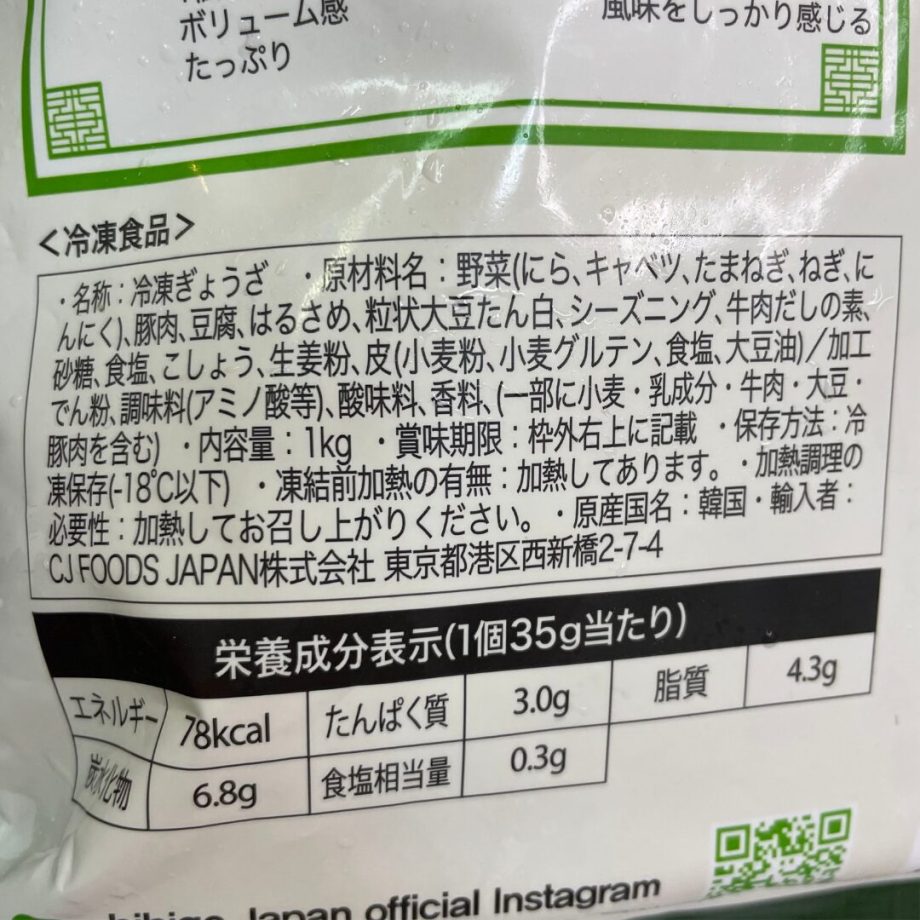 ボリューム感
たっぷり
風味をしっかり感じる
<冷凍食品>
・名称：冷凍ぎょうざ ・原材料名：野菜(にら、キャベツ、たまねぎ、ねぎ、に
んにく)、豚肉、豆腐、はるさめ、粒状大豆たん白、シーズニング、牛肉だしの素、
砂糖、食塩、こしょう、生姜粉、皮(小麦粉、小麦グルテン、食塩、大豆油)／加工
でん粉、調味料(アミノ酸等)、酸味料、香料、(一部に小麦・乳成分・牛肉・大豆・
豚肉を含む) ・内容量：1kg ・賞味期限：枠外右上に記載 ・保存方法：冷
凍保存(-18℃以下) ・凍結前加熱の有無：加熱してあります。・加熱調理の
必要性：加熱してお召し上がりください。・原産国名：韓国・輸入者：
CJ FOODS JAPAN株式会社 東京都港区西新橋2-7-4
栄養成分表示(1個35g当たり)
エネルギー 78kcal たんぱく質 3.0g 脂質 4.3g
炭水化物 6.8g 食塩相当量 0.3g
Japan official Instagram